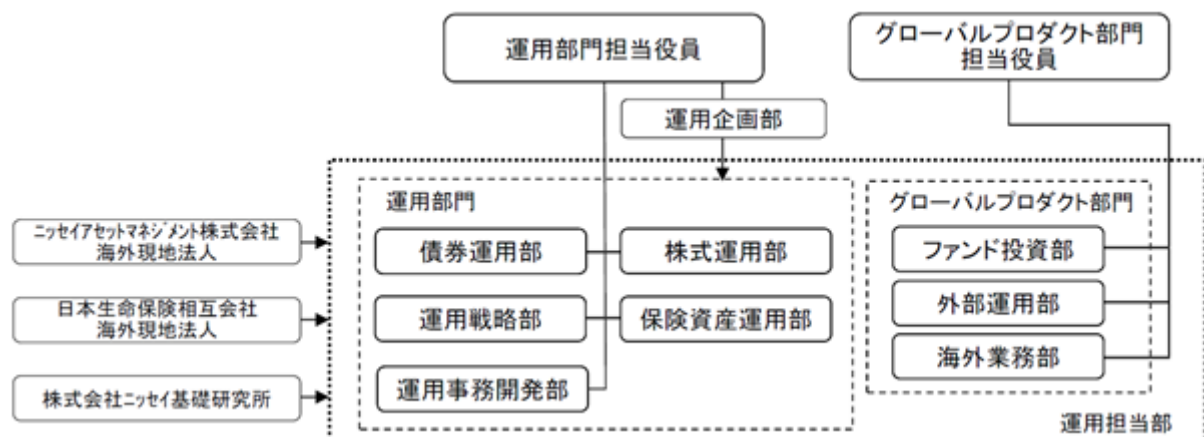 運用部門担当役員
グローバルプロダクト部門
担当役員
運用企画部
運用部門
グローバルプロダクト部門
ニッセイアセットマネジメント株式会社
海外現地法人
債券運用部
株式運用部
ファンド投資部
日本生命保険相互会社
海外現地法人
運用戦略部
保険資産運用部
外部運用部
海外業務部
株式会社ニッセイ基礎研究所
運用事務開発部
運用担当部